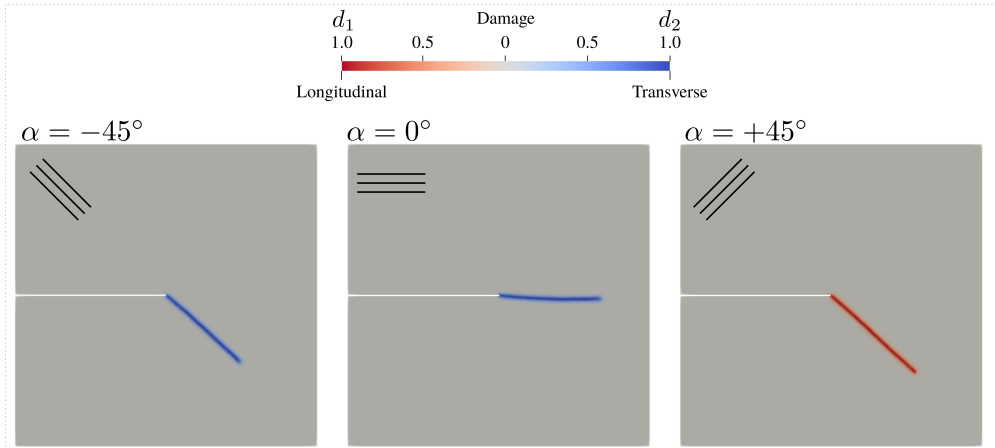 d₁ Damage d₂
1.0 0.5 0 0.5 1.0
Longitudinal Transverse
α = −45° α = 0° α = +45°